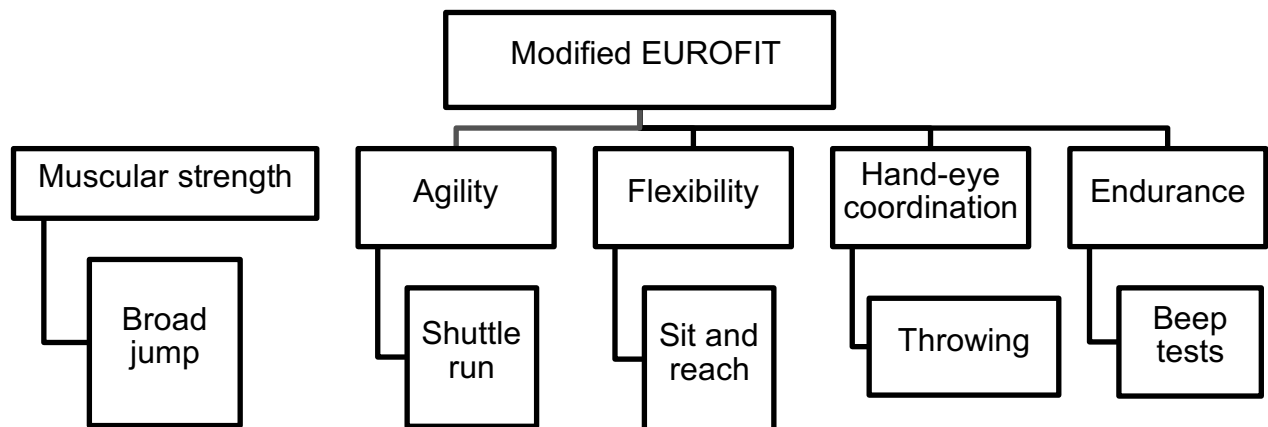 Modified EUROFIT
Muscular strength
Agility
Flexibility
Hand-eye
coordination
Endurance
Broad
jump
Shuttle
run
Sit and
reach
Throwing
Beep
tests